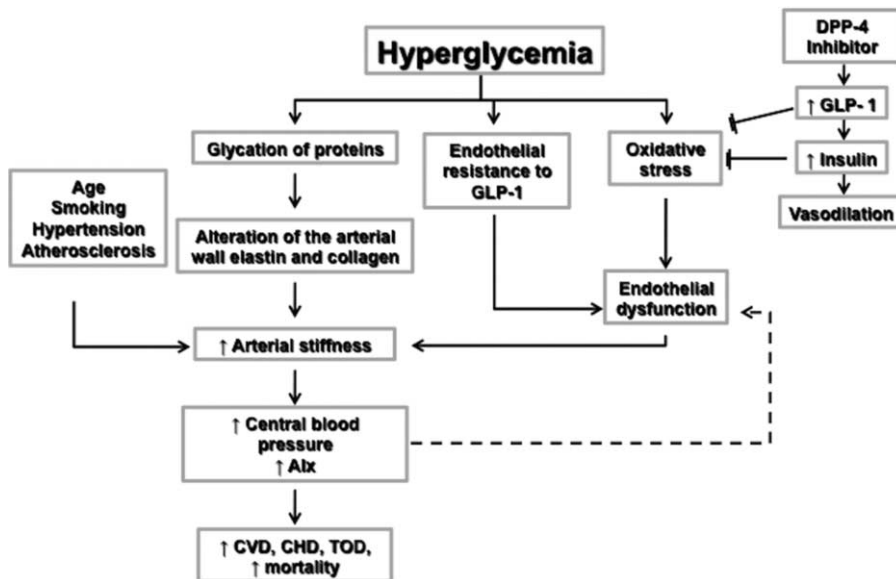 Hyperglycemia
DPP-4
Inhibitor
↑ GLP- 1
↑ Insulin
Vasodilation
Glycation of proteins
Endothelial
resistance to
GLP-1
Oxidative
stress
Age
Smoking
Hypertension
Atherosclerosis
Alteration of the arterial
wall elastin and collagen
Endothelial
dysfunction
↑ Arterial stiffness
↑ Central blood
pressure
↑ AIx
↑ CVD, CHD, TOD,
↑ mortality